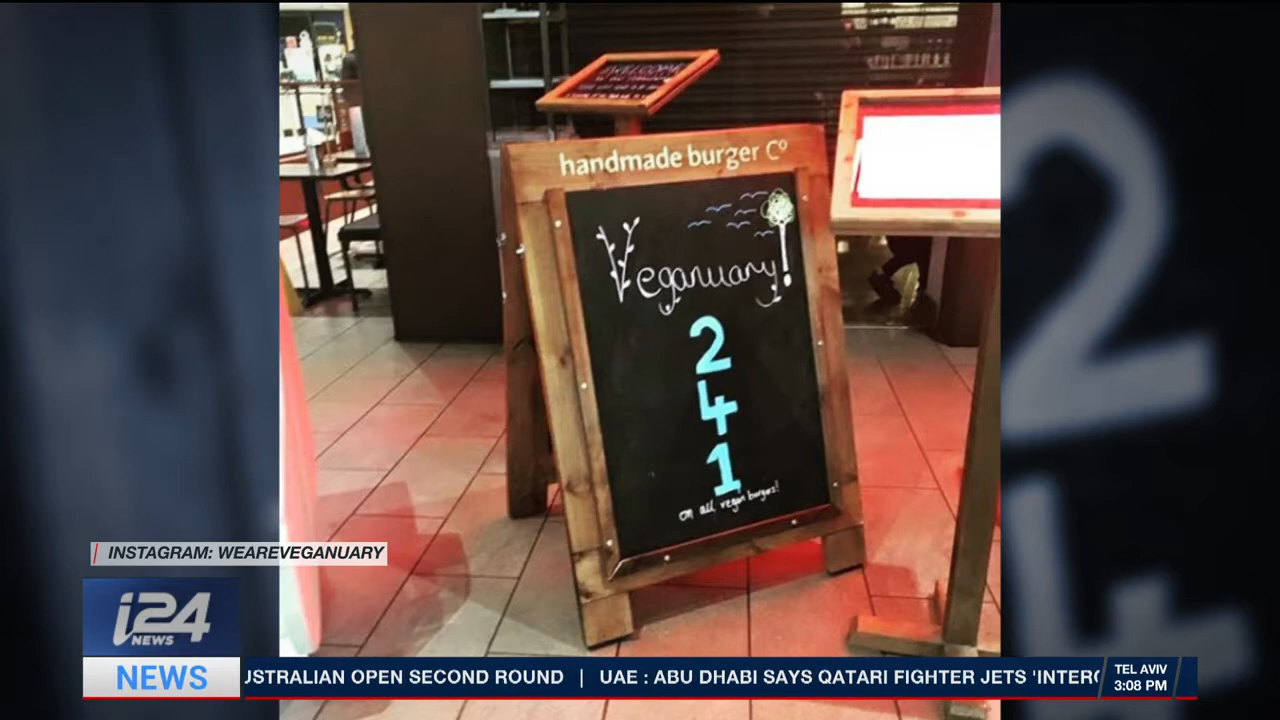 WELCOME
handmade burger Cº
Veganuary!
2
4
1
on all vegan burgers!
INSTAGRAM: WEAREVEGANUARY
i24
NEWS
NEWS
USTRALIAN OPEN SECOND ROUND | UAE : ABU DHABI SAYS QATARI FIGHTER JETS 'INTERC
TEL AVIV
3:08 PM